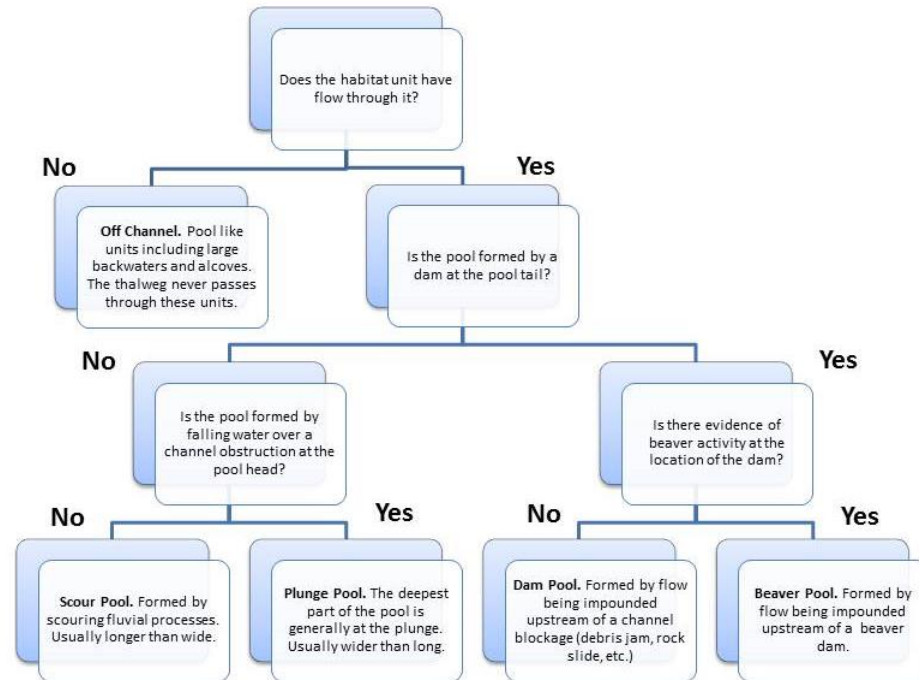 Does the habitat unit have
flow through it?
No
Yes
Off Channel. Pool like
units including large
backwaters and alcoves.
The thalweg never passes
through these units.
Is the pool formed by a
dam at the pool tail?
No
Yes
Is the pool formed by
falling water over a
channel obstruction at the
pool head?
Is there evidence of
beaver activity at the
location of the dam?
No
Yes
No
Yes
Scour Pool. Formed by
scouring fluvial processes.
Usually longer than wide.
Plunge Pool. The deepest
part of the pool is
generally at the plunge.
Usually wider than long.
Dam Pool. Formed by flow
being impounded
upstream of a channel
blockage (debris jam, rock
slide, etc.)
Beaver Pool. Formed by
flow being impounded
upstream of a beaver
dam.